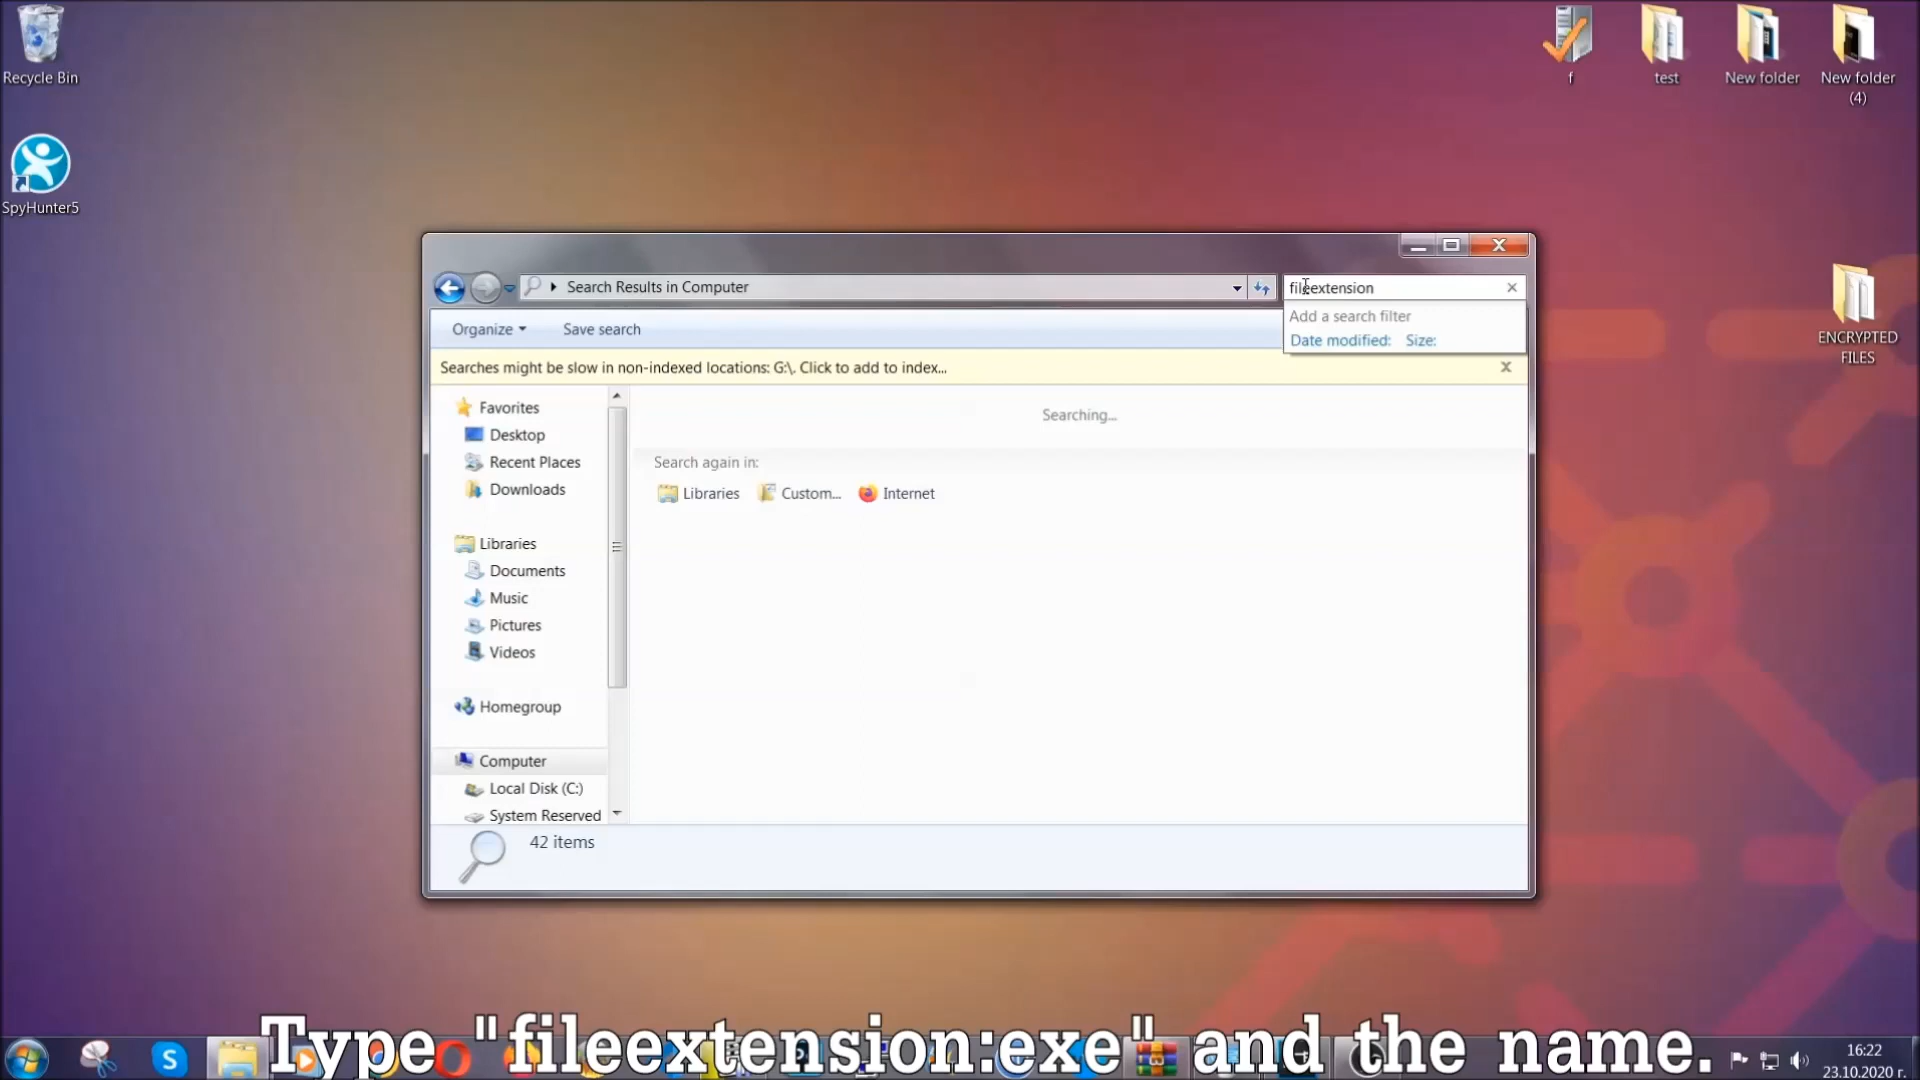 Recycle Bin
SpyHunter5
f
test
New folder
New folder
(4)
ENCRYPTED
FILES
Search Results in Computer
fileextension
Add a search filter
Date modified: Size:
Organize
Save search
Searches might be slow in non-indexed locations: G:\. Click to add to index...
Favorites
Desktop
Recent Places
Downloads
Libraries
Documents
Music
Pictures
Videos
Homegroup
Computer
Local Disk (C:)
System Reserved
Searching...
Search again in:
Libraries
Custom...
Internet
42 items
Type "fileextension:exe" and the name.
16:22
23.10.2020 г.